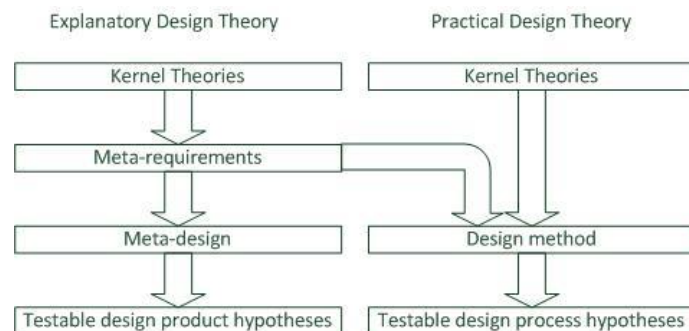 Explanatory Design Theory
Practical Design Theory
Kernel Theories
Kernel Theories
Meta-requirements
Meta-design
Design method
Testable design product hypotheses
Testable design process hypotheses